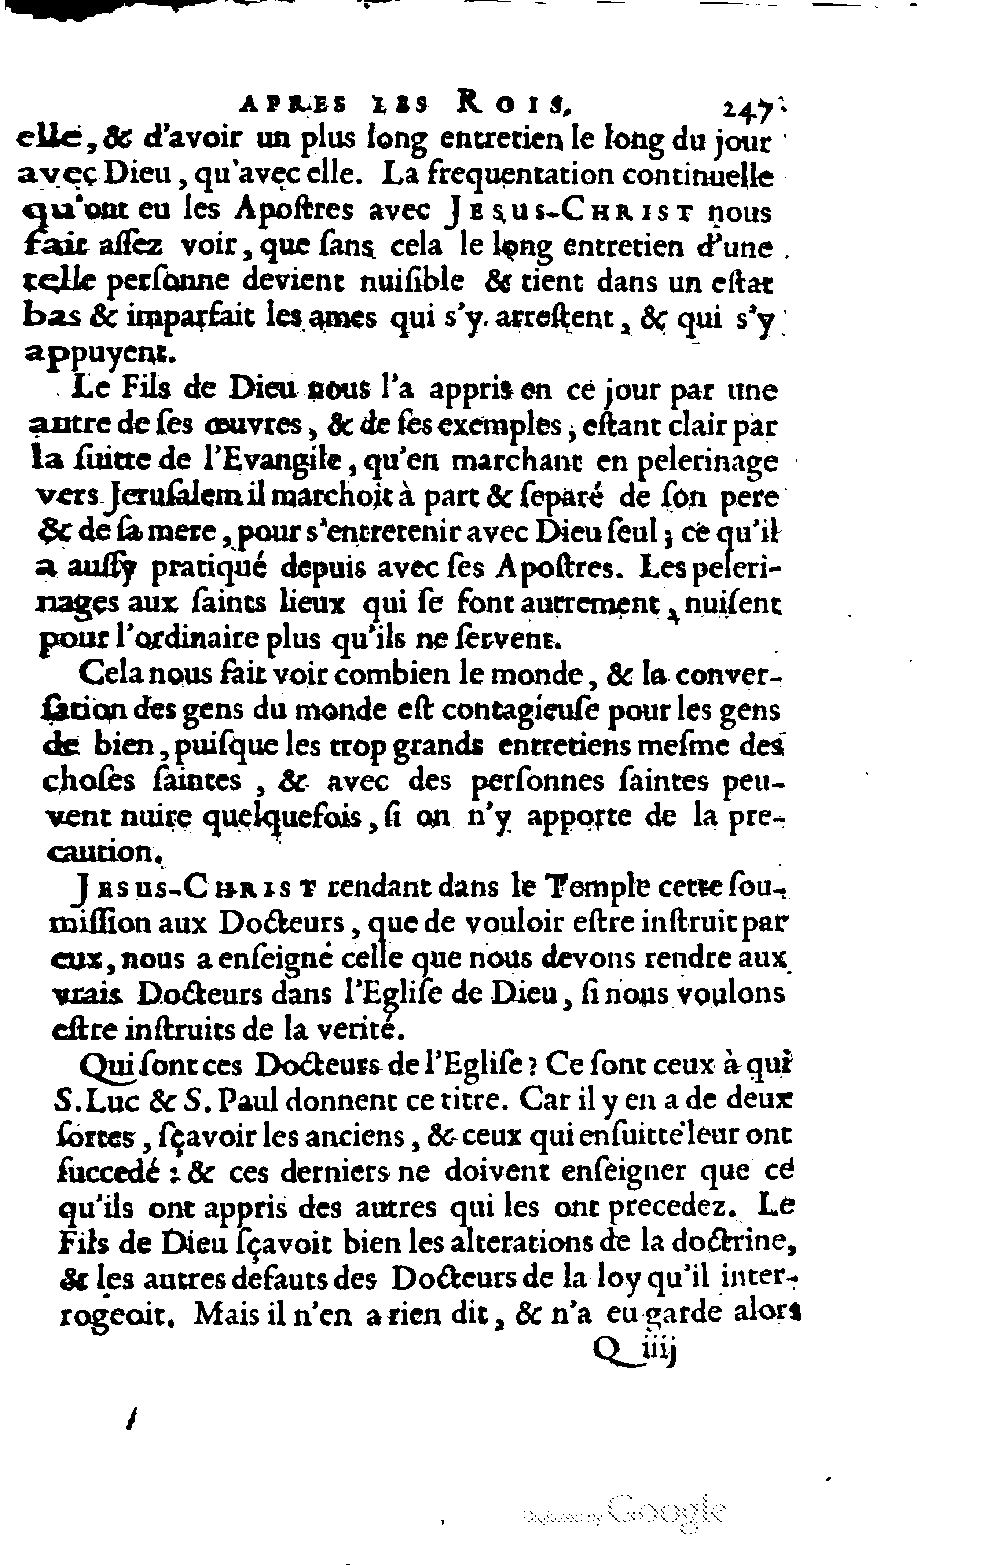 APRES LES ROIS. 247
elle, & d'avoir un plus long entretien le long du jour
avec Dieu, qu'avec elle. La frequentation continuelle
qu'ont eu les Apoſtres avec JESUS-CHRIST nous
fait aſſez voir, que ſans cela le long entretien d'une
telle perſonne devient nuiſible & tient dans un eſtat
bas & imparfait les ames qui s'y arreſtent, & qui s'y
appuyent.
Le Fils de Dieu nous l'a appris en ce jour par une
autre de ſes œuvres, & de ſes exemples, eſtant clair par
la ſuitte de l'Evangile, qu'en marchant en pelerinage
vers Jeruſalem il marchoit à part & ſeparé de ſon pere
& de ſa mere, pour s'entretenir avec Dieu ſeul; ce qu'il
a auſſy pratiqué depuis avec ſes Apoſtres. Les peleri-
nages aux ſaints lieux qui ſe font autrement, nuiſent
pour l'ordinaire plus qu'ils ne ſervent.
Cela nous fait voir combien le monde, & la conver-
ſation des gens du monde eſt contagieuſe pour les gens
de bien, puiſque les trop grands entretiens meſme des
choſes ſaintes, & avec des perſonnes ſaintes peu-
vent nuire quelquefois, ſi on n'y apporte de la pre-
caution.
JESUS-CHRIST rendant dans le Temple cette ſou-
miſſion aux Docteurs, que de vouloir eſtre inſtruit par
eux, nous a enſeigné celle que nous devons rendre aux
vrais Docteurs dans l'Egliſe de Dieu, ſi nous voulons
eſtre inſtruits de la verité.
Qui ſont ces Docteurs de l'Egliſe? Ce ſont ceux à qui
S. Luc & S. Paul donnent ce titre. Car il y en a de deux
ſortes, ſçavoir les anciens, & ceux qui enſuitte leur ont
ſuccedé: & ces derniers ne doivent enſeigner que ce
qu'ils ont appris des autres qui les ont precedez. Le
Fils de Dieu ſçavoit bien les alterations de la doctrine,
& les autres defauts des Docteurs de la loy qu'il inter-
rogeoit. Mais il n'en a rien dit, & n'a eu garde alors
Q iiij
Digitized by Google